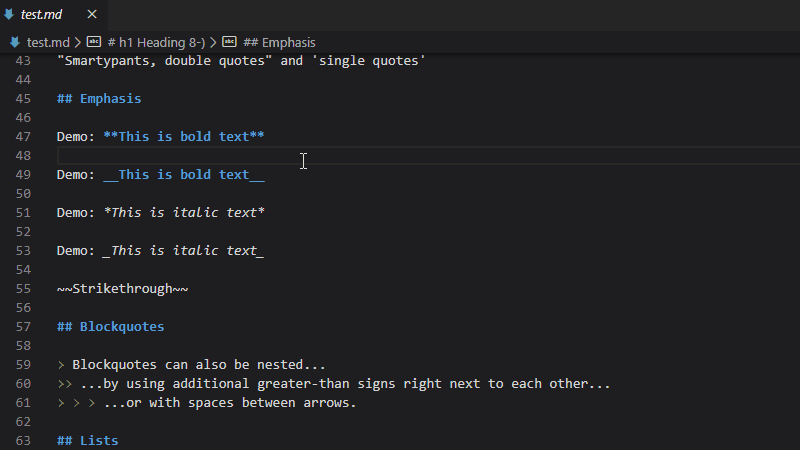 test.md
test.md > # h1 Heading 8-) > ## Emphasis
43 "Smartypants, double quotes" and 'single quotes'
44
45 ## Emphasis
46
47 Demo: **This is bold text**
48
49 Demo: __This is bold text__
50
51 Demo: *This is italic text*
52
53 Demo: _This is italic text_
54
55 ~~Strikethrough~~
56
57 ## Blockquotes
58
59 > Blockquotes can also be nested...
60 >> ...by using additional greater-than signs right next to each other...
61 > > > ...or with spaces between arrows.
62
63 ## Lists